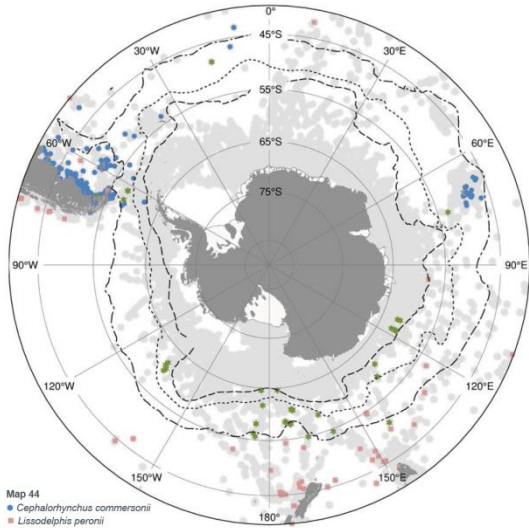 0°
45°S
30°W
30°E
55°S
60°W
60°E
65°S
75°S
90°W
90°E
120°W
120°E
150°W
150°E
180°
Map 44
Cephalorhynchus commersonii
Lissodelphis peronii